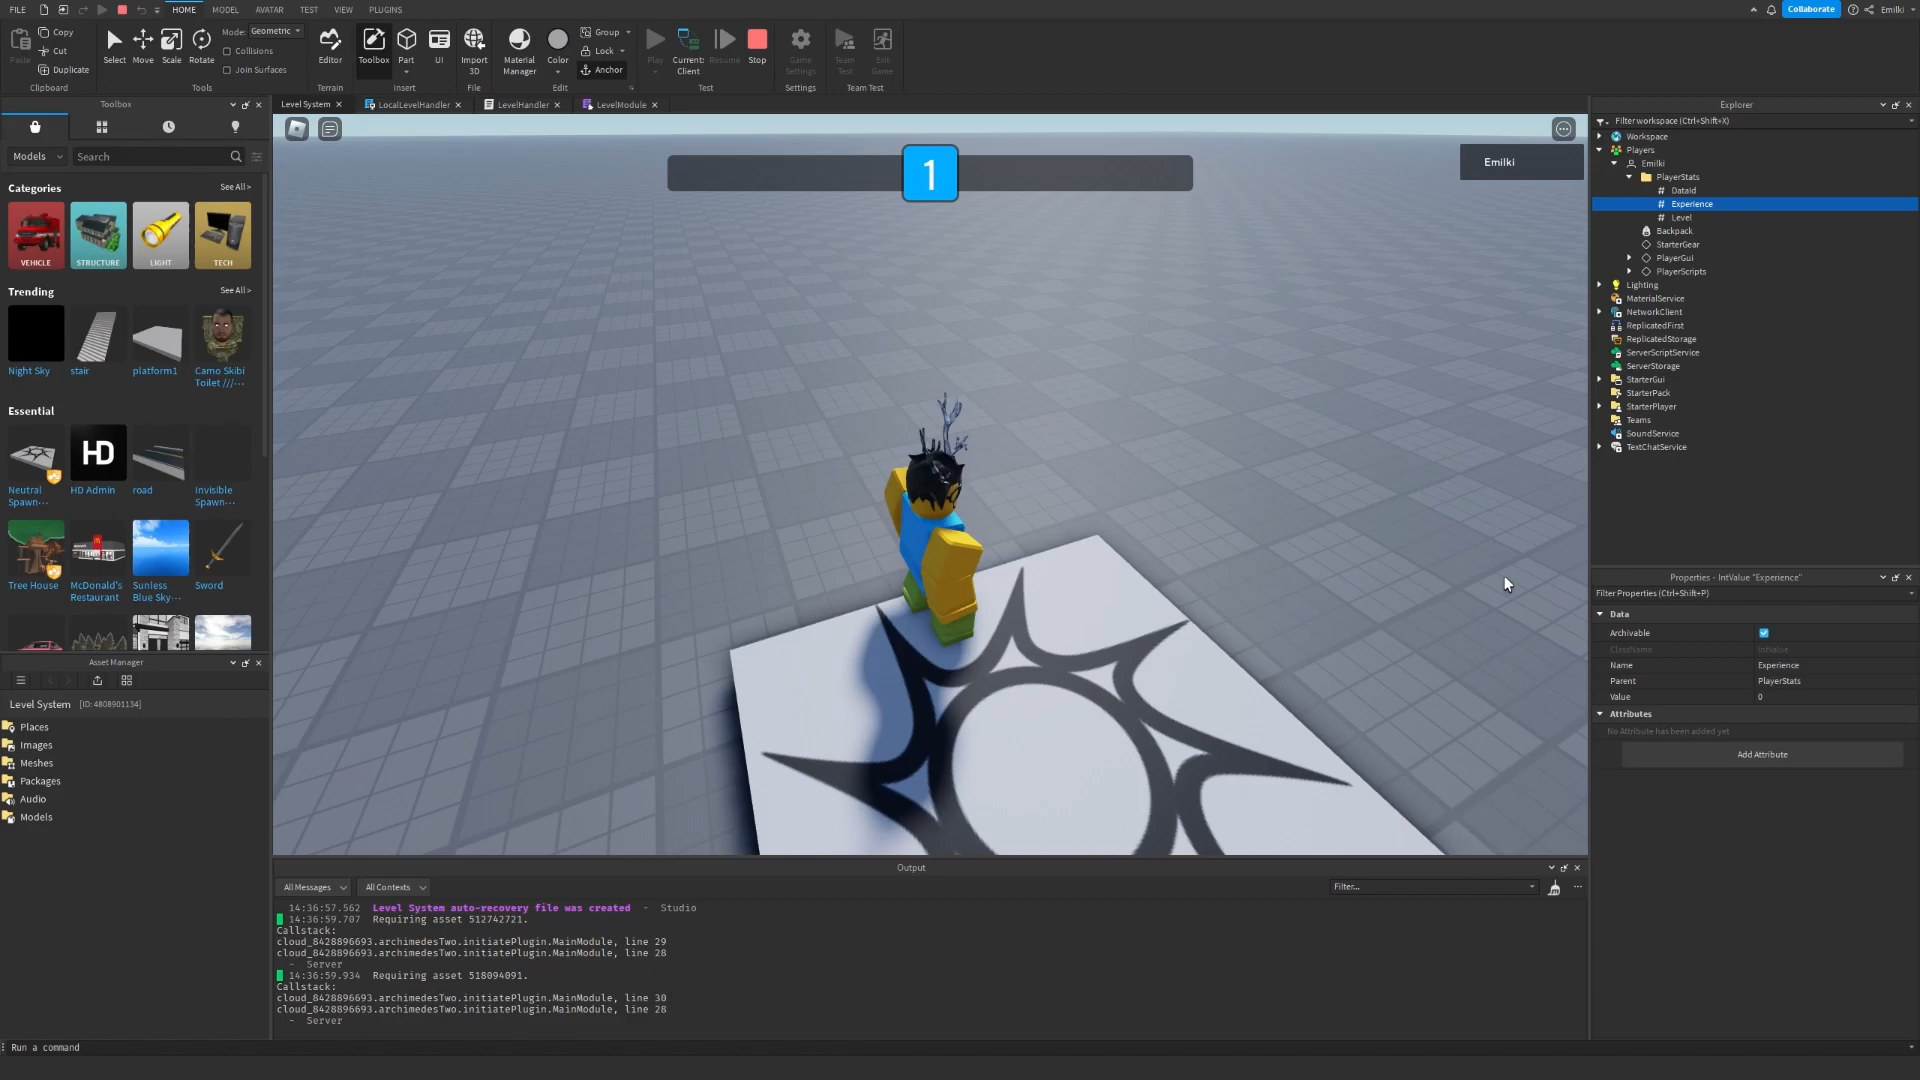 FILE HOME MODEL AVATAR TEST VIEW PLUGINS Collaborate Emilki
Paste Copy Cut Duplicate Clipboard
Select Move Scale Rotate Mode: Geometric Collisions Join Surfaces Tools
Editor Terrain
Toolbox Part UI Insert
Import 3D File
Material Manager Color Group Lock Anchor Edit
Play Current: Client Resume Stop Test
Game Settings Settings
Team Test Exit Game Team Test
Toolbox
Models Search
Categories See All >
VEHICLE STRUCTURE LIGHT TECH
Trending See All >
Night Sky stair platform1 Camo Skibi Toilet ///···
Essential See All >
HD
Neutral Spawn··· HD Admin road Invisible Spawn···
Tree House McDonald's Restaurant Sunless Blue Sky··· Sword
Asset Manager
Level System [ID: 4808901134]
Places
Images
Meshes
Packages
Audio
Models
Level System LocalLevelHandler LevelHandler LevelModule
1
Emilki
Output
All Messages All Contexts Filter...
14:36:57.562 Level System auto-recovery file was created - Studio
14:36:59.707 Requiring asset 512742721.
Callstack:
cloud_8428896693.archimedesTwo.initiatePlugin.MainModule, line 29
cloud_8428896693.archimedesTwo.initiatePlugin.MainModule, line 28
- Server
14:36:59.934 Requiring asset 518094091.
Callstack:
cloud_8428896693.archimedesTwo.initiatePlugin.MainModule, line 30
cloud_8428896693.archimedesTwo.initiatePlugin.MainModule, line 28
- Server
Run a command
Explorer
Filter workspace (Ctrl+Shift+X)
Workspace
Players
Emilki
PlayerStats
DataId
Experience
Level
Backpack
StarterGear
PlayerGui
PlayerScripts
Lighting
MaterialService
NetworkClient
ReplicatedFirst
ReplicatedStorage
ServerScriptService
ServerStorage
StarterGui
StarterPack
StarterPlayer
Teams
SoundService
TextChatService
Properties - IntValue "Experience"
Filter Properties (Ctrl+Shift+P)
Data
Archivable
ClassName IntValue
Name Experience
Parent PlayerStats
Value 0
Attributes
No Attribute has been added yet
Add Attribute